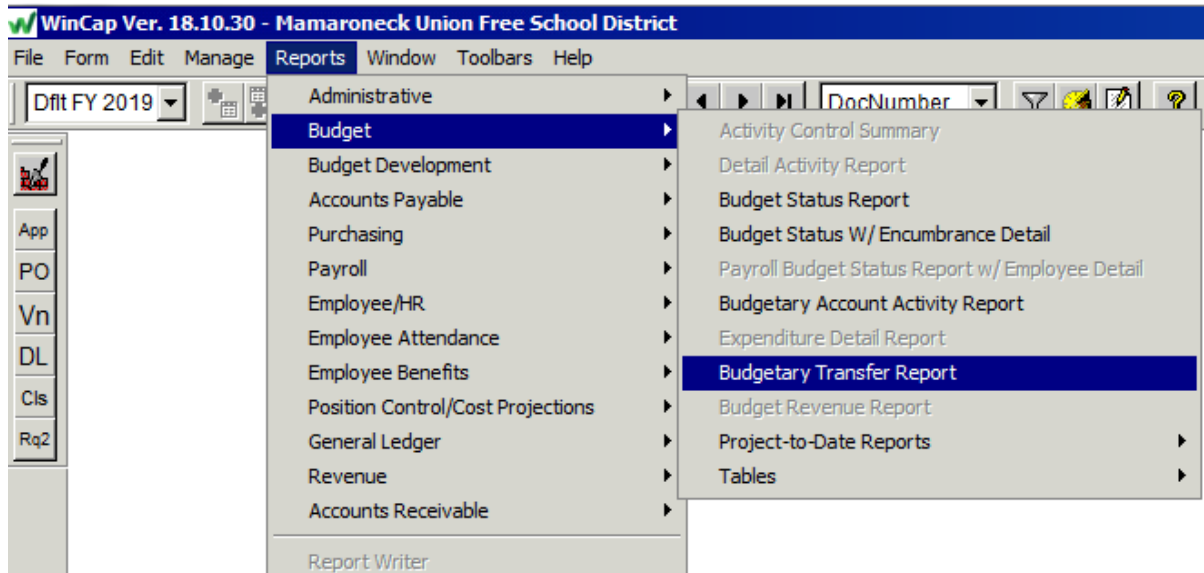 WinCap Ver. 18.10.30 - Mamaroneck Union Free School District
File Form Edit Manage Reports Window Toolbars Help
Dflt FY 2019
DocNumber
?
App
PO
Vn
DL
Cls
Rq2
Administrative
Budget
Budget Development
Accounts Payable
Purchasing
Payroll
Employee/HR
Employee Attendance
Employee Benefits
Position Control/Cost Projections
General Ledger
Revenue
Accounts Receivable
Report Writer
Activity Control Summary
Detail Activity Report
Budget Status Report
Budget Status W/ Encumbrance Detail
Payroll Budget Status Report w/ Employee Detail
Budgetary Account Activity Report
Expenditure Detail Report
Budgetary Transfer Report
Budget Revenue Report
Project-to-Date Reports
Tables